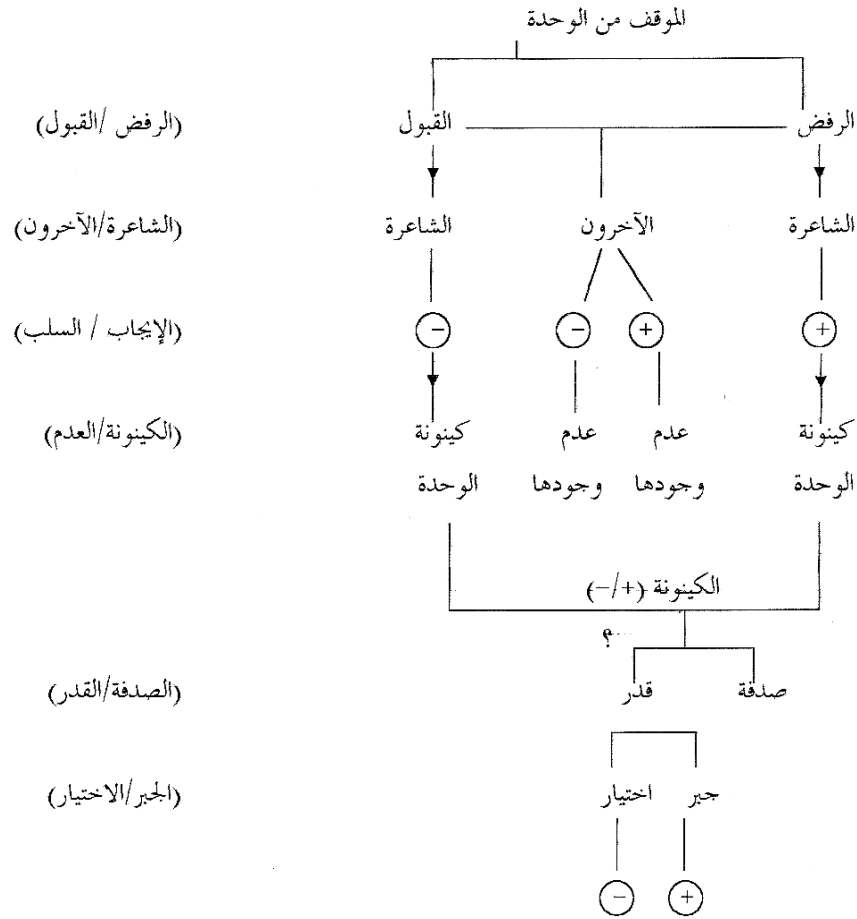 الموقف من الوحدة
الرفض القبول (الرفض /القبول)
الشاعرة الآخرون الشاعرة (الشاعرة/الآخرون)
+ + − − (الإيجاب / السلب)
كينونة عدم عدم كينونة (الكينونة/العدم)
الوحدة وجودها وجودها الوحدة
الكينونة (+/−)
؟
صدفة قدر (الصدفة/القدر)
جبر اختيار (الجبر/الاختيار)
+ −